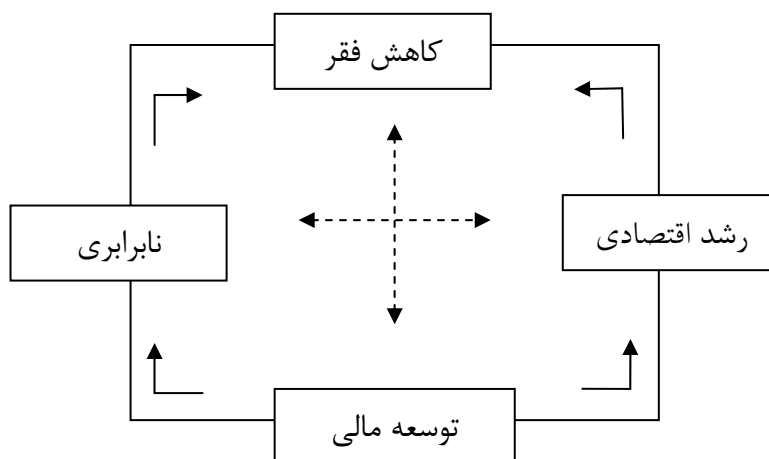 کاهش فقر
رشد اقتصادی
نابرابری
توسعه مالی